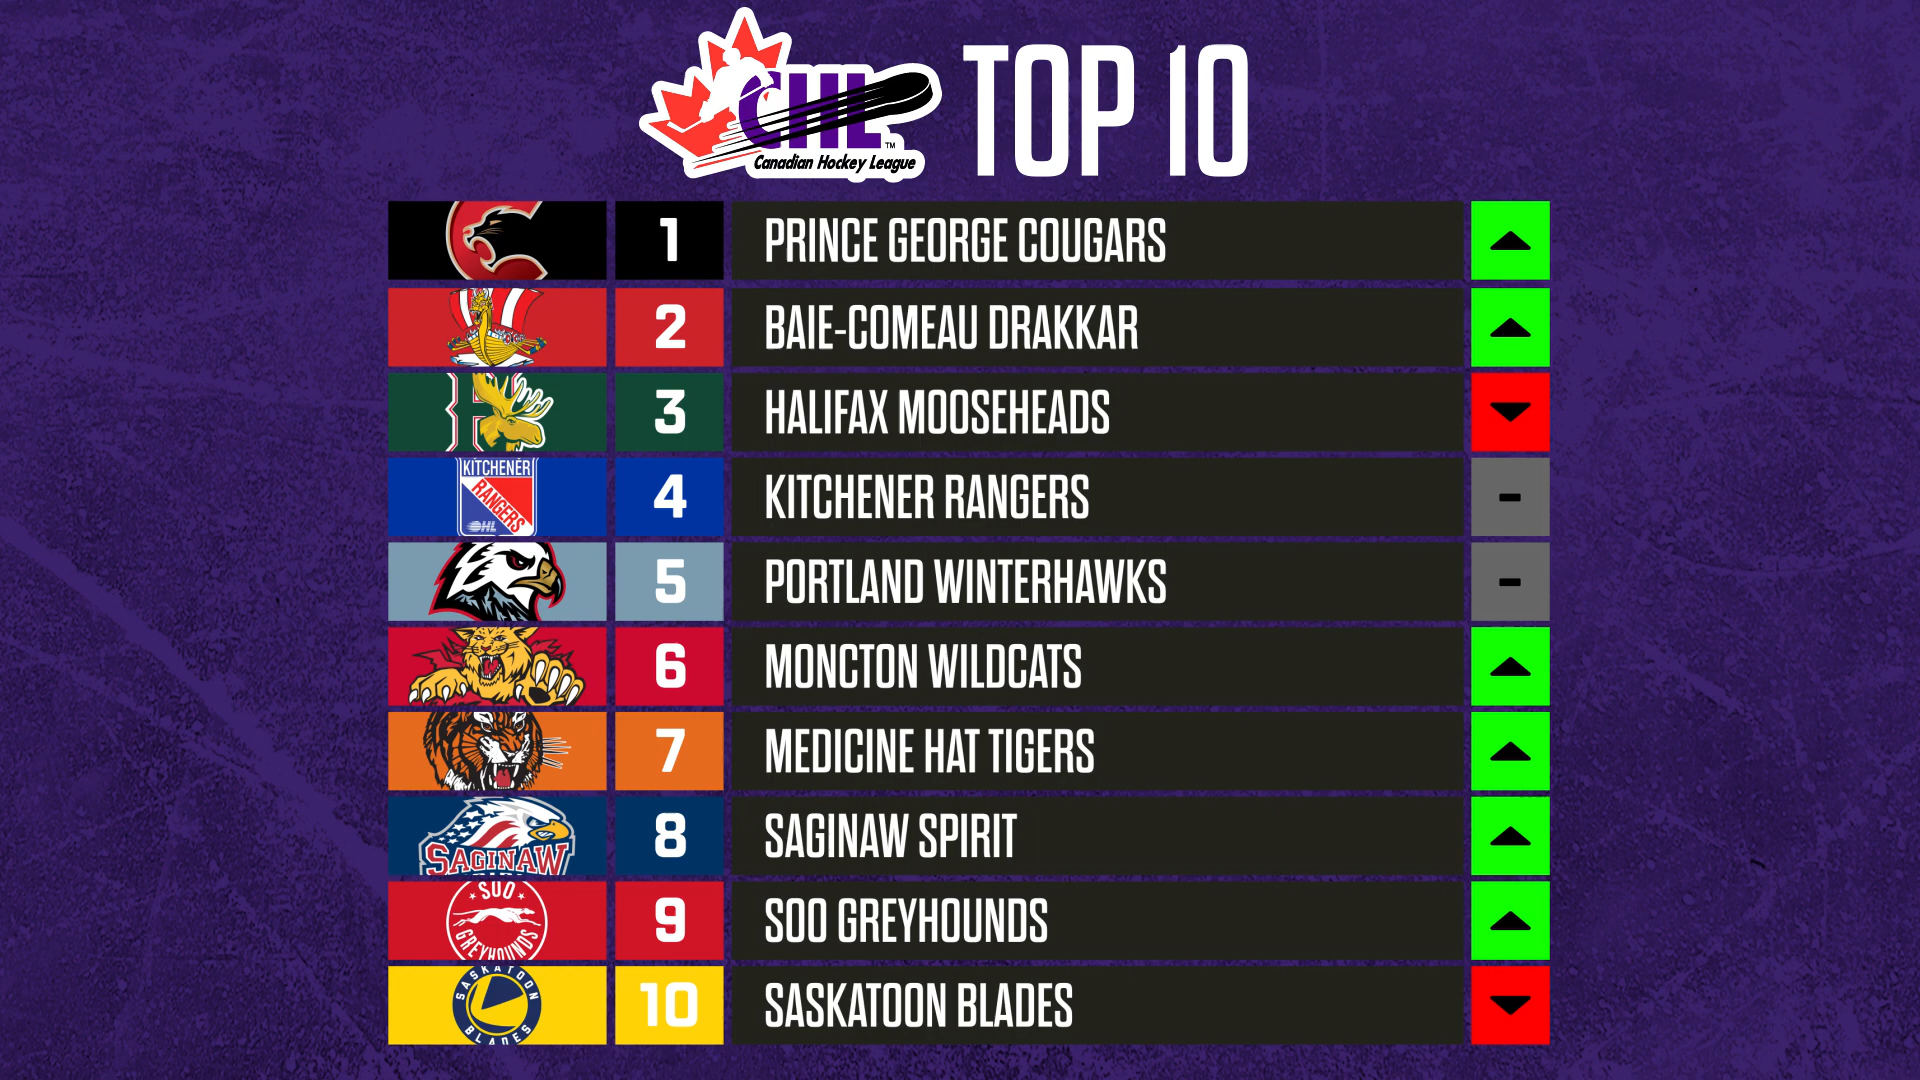 CHL TOP 10
™
Canadian Hockey League
1 PRINCE GEORGE COUGARS
2 BAIE-COMEAU DRAKKAR
3 HALIFAX MOOSEHEADS
H
KITCHENER
RANGERS
OHL
4 KITCHENER RANGERS -
5 PORTLAND WINTERHAWKS -
6 MONCTON WILDCATS
7 MEDICINE HAT TIGERS
SAGINAW
8 SAGINAW SPIRIT
SOO
GREYHOUNDS
9 SOO GREYHOUNDS
SASKATOON
BLADES
10 SASKATOON BLADES